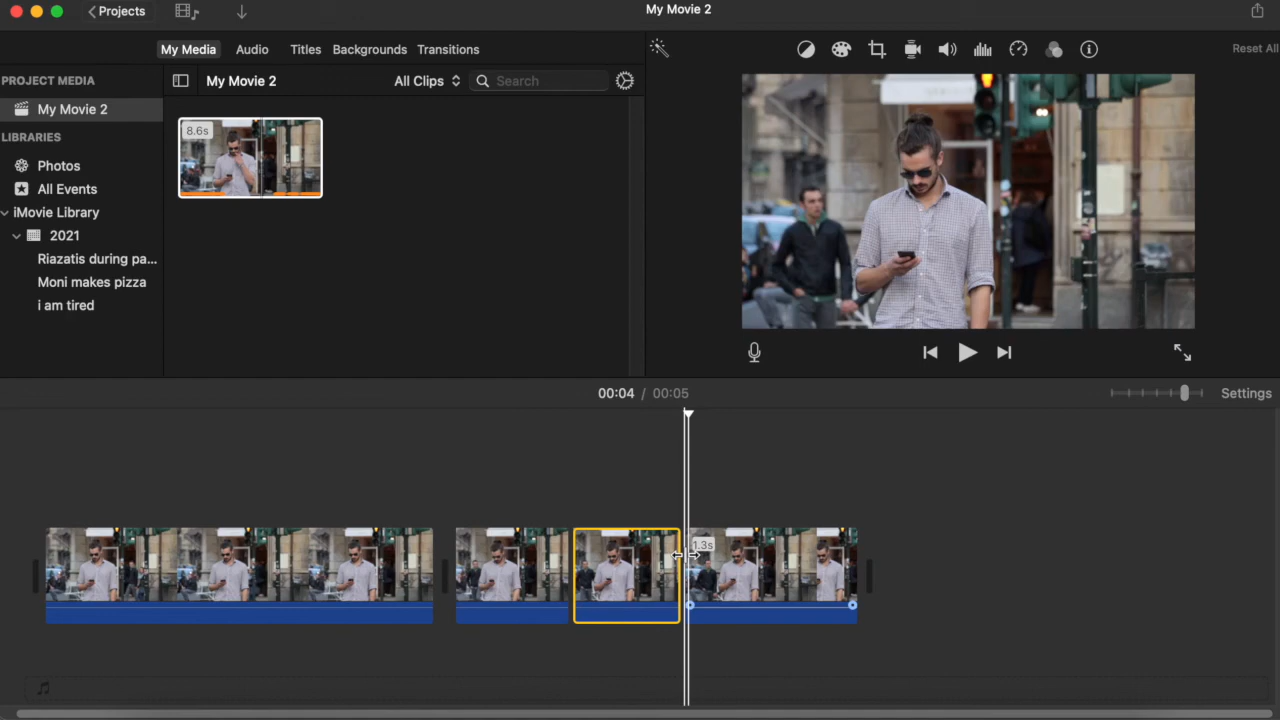 Projects
My Movie 2
My Media
Audio
Titles
Backgrounds
Transitions
Reset All
PROJECT MEDIA
My Movie 2
LIBRARIES
Photos
All Events
iMovie Library
2021
Riazatis during pa...
Moni makes pizza
i am tired
My Movie 2
All Clips
Search
8.6s
00:04 / 00:05
Settings
1.3s